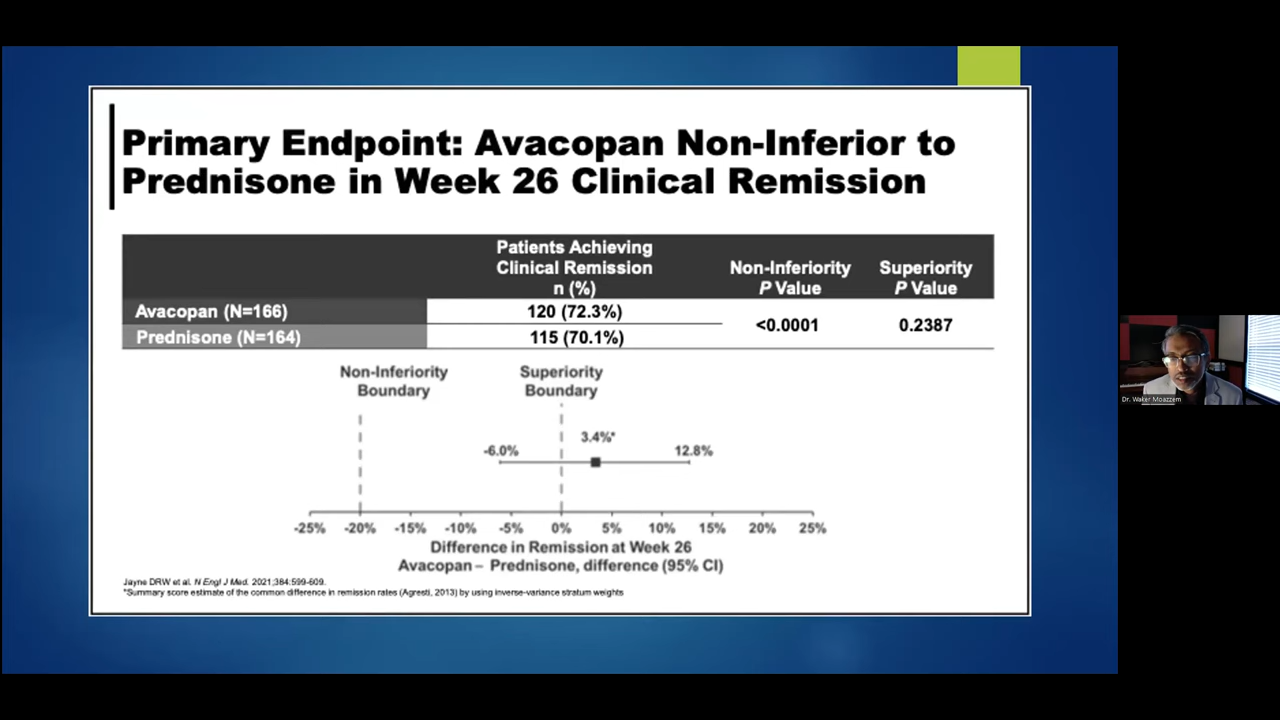 Primary Endpoint: Avacopan Non-Inferior to
Prednisone in Week 26 Clinical Remission
Patients Achieving
Clinical Remission
n (%)
Non-Inferiority
P Value
Superiority
P Value
Avacopan (N=166)
120 (72.3%)
Prednisone (N=164)
115 (70.1%)
<0.0001
0.2387
Non-Inferiority
Boundary
Superiority
Boundary
-6.0%
3.4%*
12.8%
-25% -20% -15% -10% -5% 0% 5% 10% 15% 20% 25%
Difference in Remission at Week 26
Avacopan – Prednisone, difference (95% CI)
Jayne DRW et al. N Engl J Med. 2021;384:599-609.
*Summary score estimate of the common difference in remission rates (Agresti, 2013) by using inverse-variance stratum weights
Dr. Waker Moazzem